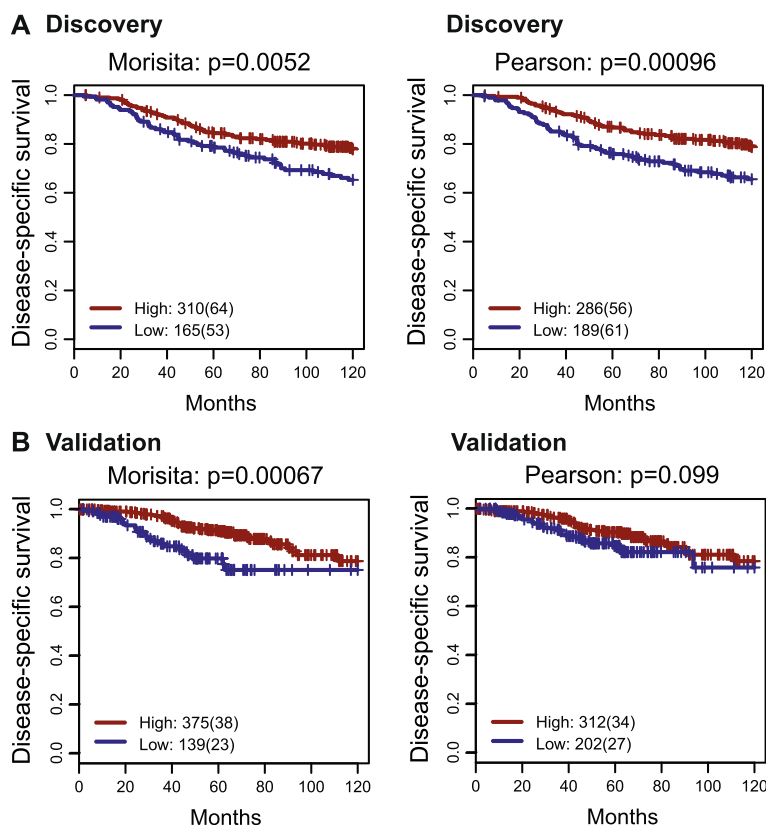 A Discovery
Morisita: p=0.0052
Disease-specific survival
1.0
0.8
0.6
0.4
0.2
0.0
High: 310(64)
Low: 165(53)
0 20 40 60 80 100 120
Months
Discovery
Pearson: p=0.00096
Disease-specific survival
1.0
0.8
0.6
0.4
0.2
0.0
High: 286(56)
Low: 189(61)
0 20 40 60 80 100 120
Months
B Validation
Morisita: p=0.00067
Disease-specific survival
1.0
0.8
0.6
0.4
0.2
0.0
High: 375(38)
Low: 139(23)
0 20 40 60 80 100 120
Months
Validation
Pearson: p=0.099
Disease-specific survival
1.0
0.8
0.6
0.4
0.2
0.0
High: 312(34)
Low: 202(27)
0 20 40 60 80 100 120
Months